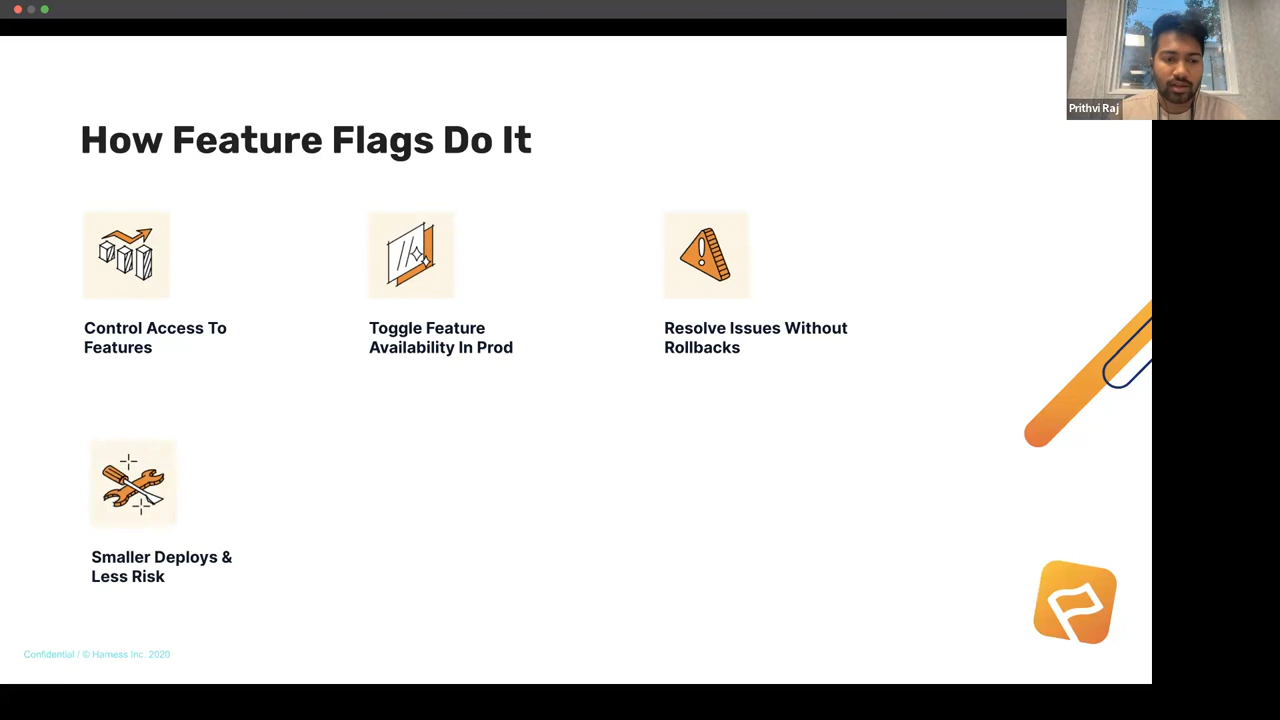 Prithvi Raj
How Feature Flags Do It
Control Access To
Features
Toggle Feature
Availability In Prod
Resolve Issues Without
Rollbacks
Smaller Deploys &
Less Risk
Confidential / © Harness Inc. 2020